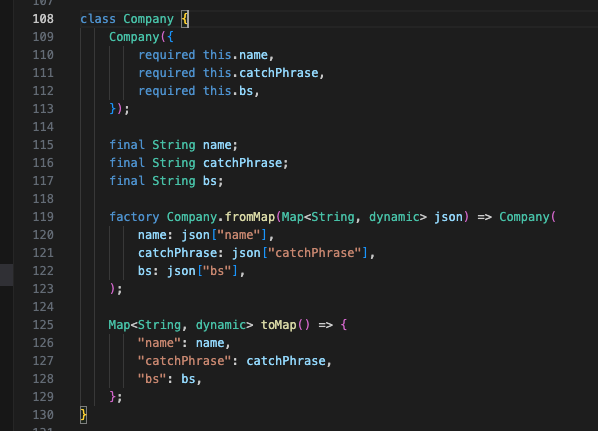 107
108 class Company {
109     Company({
110         required this.name,
111         required this.catchPhrase,
112         required this.bs,
113     });
114
115     final String name;
116     final String catchPhrase;
117     final String bs;
118
119     factory Company.fromMap(Map<String, dynamic> json) => Company(
120         name: json["name"],
121         catchPhrase: json["catchPhrase"],
122         bs: json["bs"],
123     );
124
125     Map<String, dynamic> toMap() => {
126         "name": name,
127         "catchPhrase": catchPhrase,
128         "bs": bs,
129     };
130 }
131